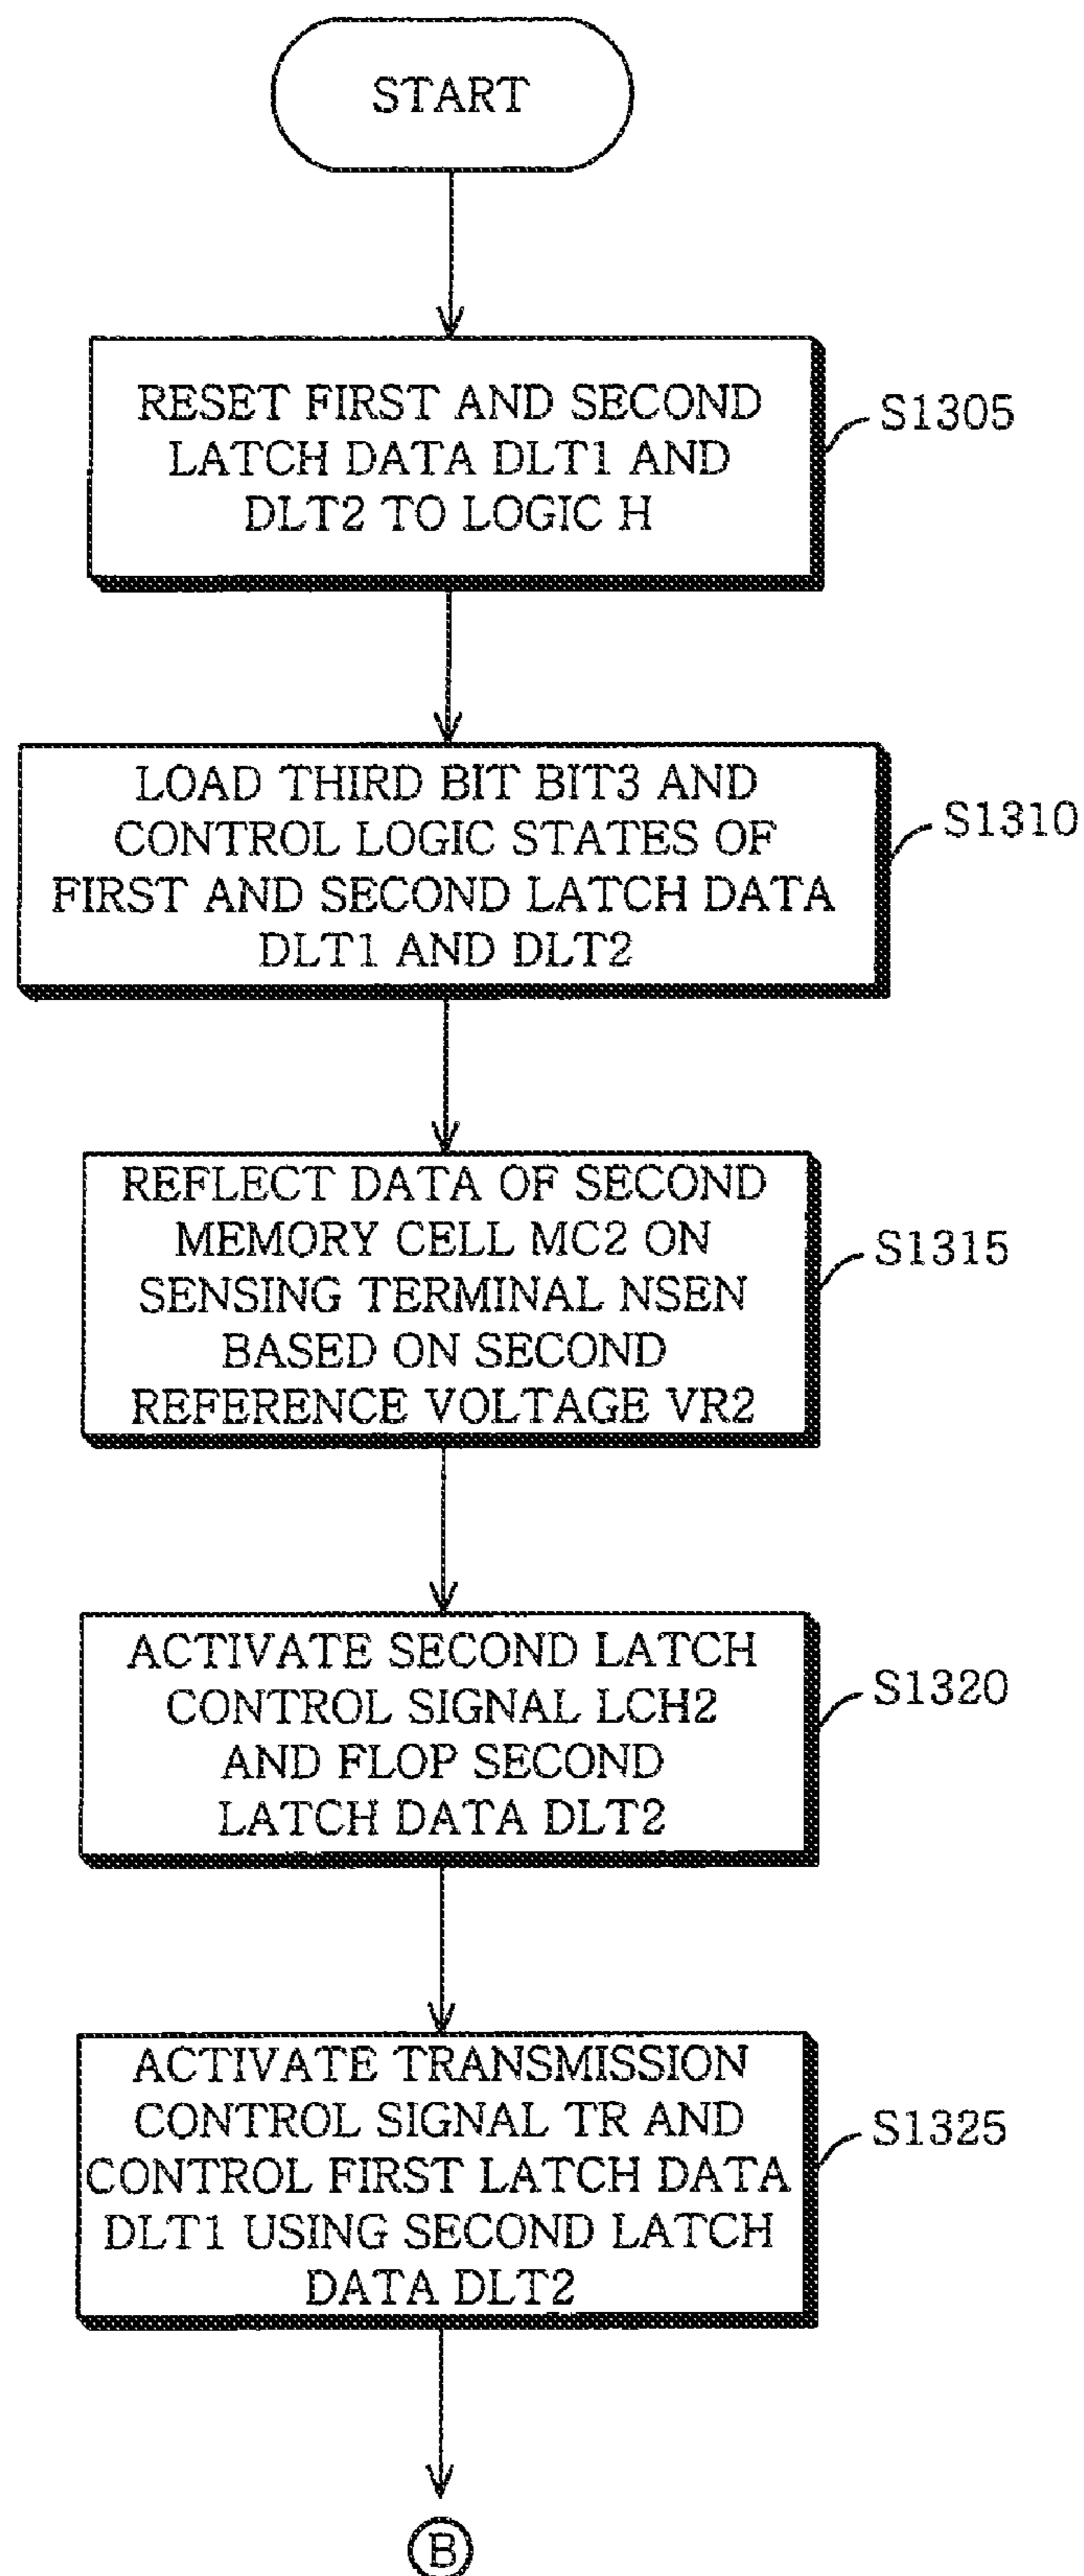 START
RESET FIRST AND SECOND
LATCH DATA DLT1 AND
DLT2 TO LOGIC H
S1305
LOAD THIRD BIT BIT3 AND
CONTROL LOGIC STATES OF
FIRST AND SECOND LATCH DATA
DLT1 AND DLT2
S1310
REFLECT DATA OF SECOND
MEMORY CELL MC2 ON
SENSING TERMINAL NSEN
BASED ON SECOND
REFERENCE VOLTAGE VR2
S1315
ACTIVATE SECOND LATCH
CONTROL SIGNAL LCH2
AND FLOP SECOND
LATCH DATA DLT2
S1320
ACTIVATE TRANSMISSION
CONTROL SIGNAL TR AND
CONTROL FIRST LATCH DATA
DLT1 USING SECOND LATCH
DATA DLT2
S1325
B